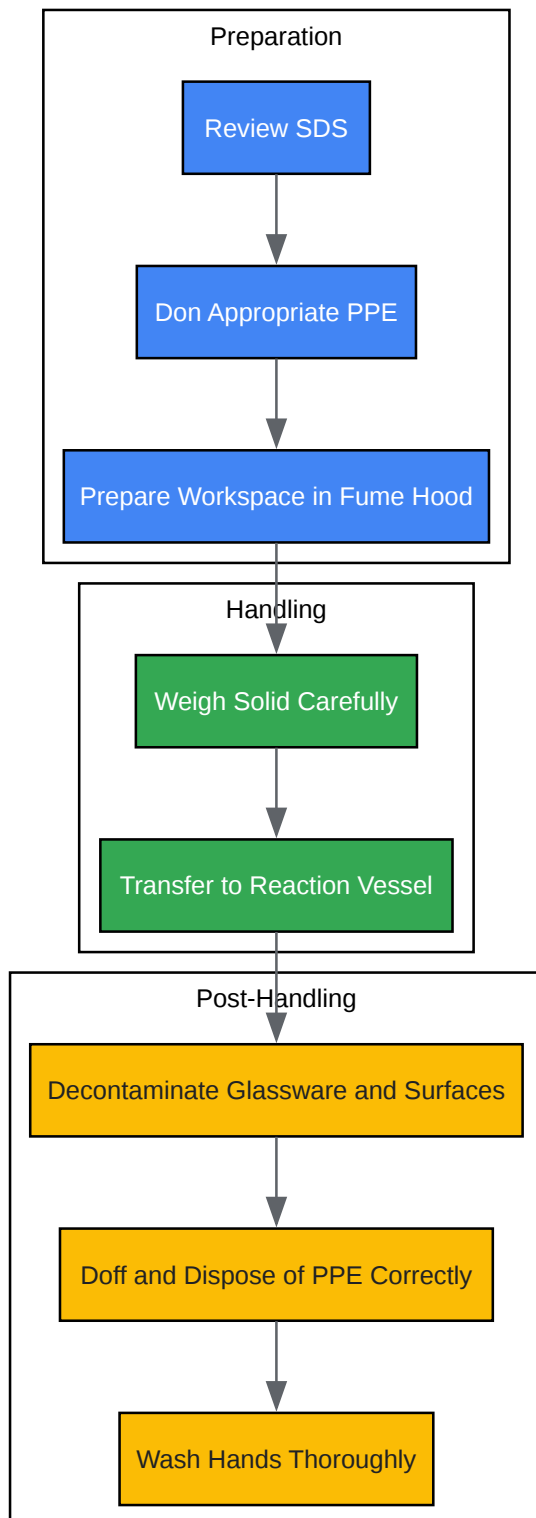 Preparation
Review SDS
Don Appropriate PPE
Prepare Workspace in Fume Hood
Handling
Weigh Solid Carefully
Transfer to Reaction Vessel
Post-Handling
Decontaminate Glassware and Surfaces
Doff and Dispose of PPE Correctly
Wash Hands Thoroughly